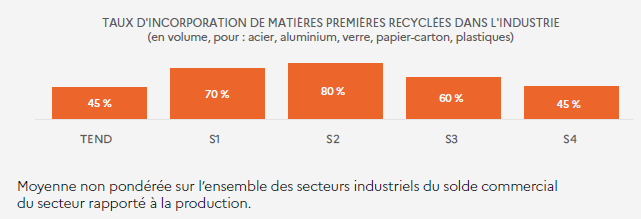 TAUX D'INCORPORATION DE MATIÈRES PREMIÈRES RECYCLÉES DANS L'INDUSTRIE
(en volume, pour : acier, aluminium, verre, papier-carton, plastiques)
45 % 70 % 80 % 60 % 45 %
TEND S1 S2 S3 S4
Moyenne non pondérée sur l'ensemble des secteurs industriels du solde commercial
du secteur rapporté à la production.